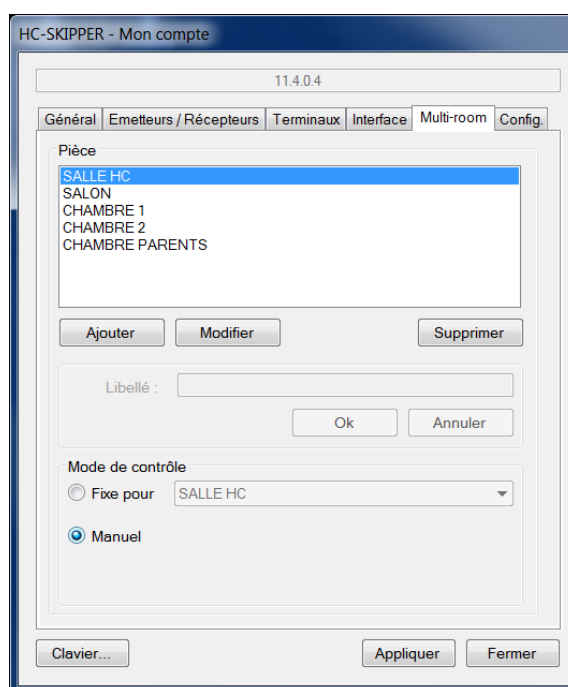 HC-SKIPPER - Mon compte
11.4.0.4
Général Emetteurs / Récepteurs Terminaux Interface Multi-room Config.
Pièce
SALLE HC
SALON
CHAMBRE 1
CHAMBRE 2
CHAMBRE PARENTS
Ajouter Modifier Supprimer
Libellé :
Ok Annuler
Mode de contrôle
Fixe pour SALLE HC
Manuel
Clavier... Appliquer Fermer